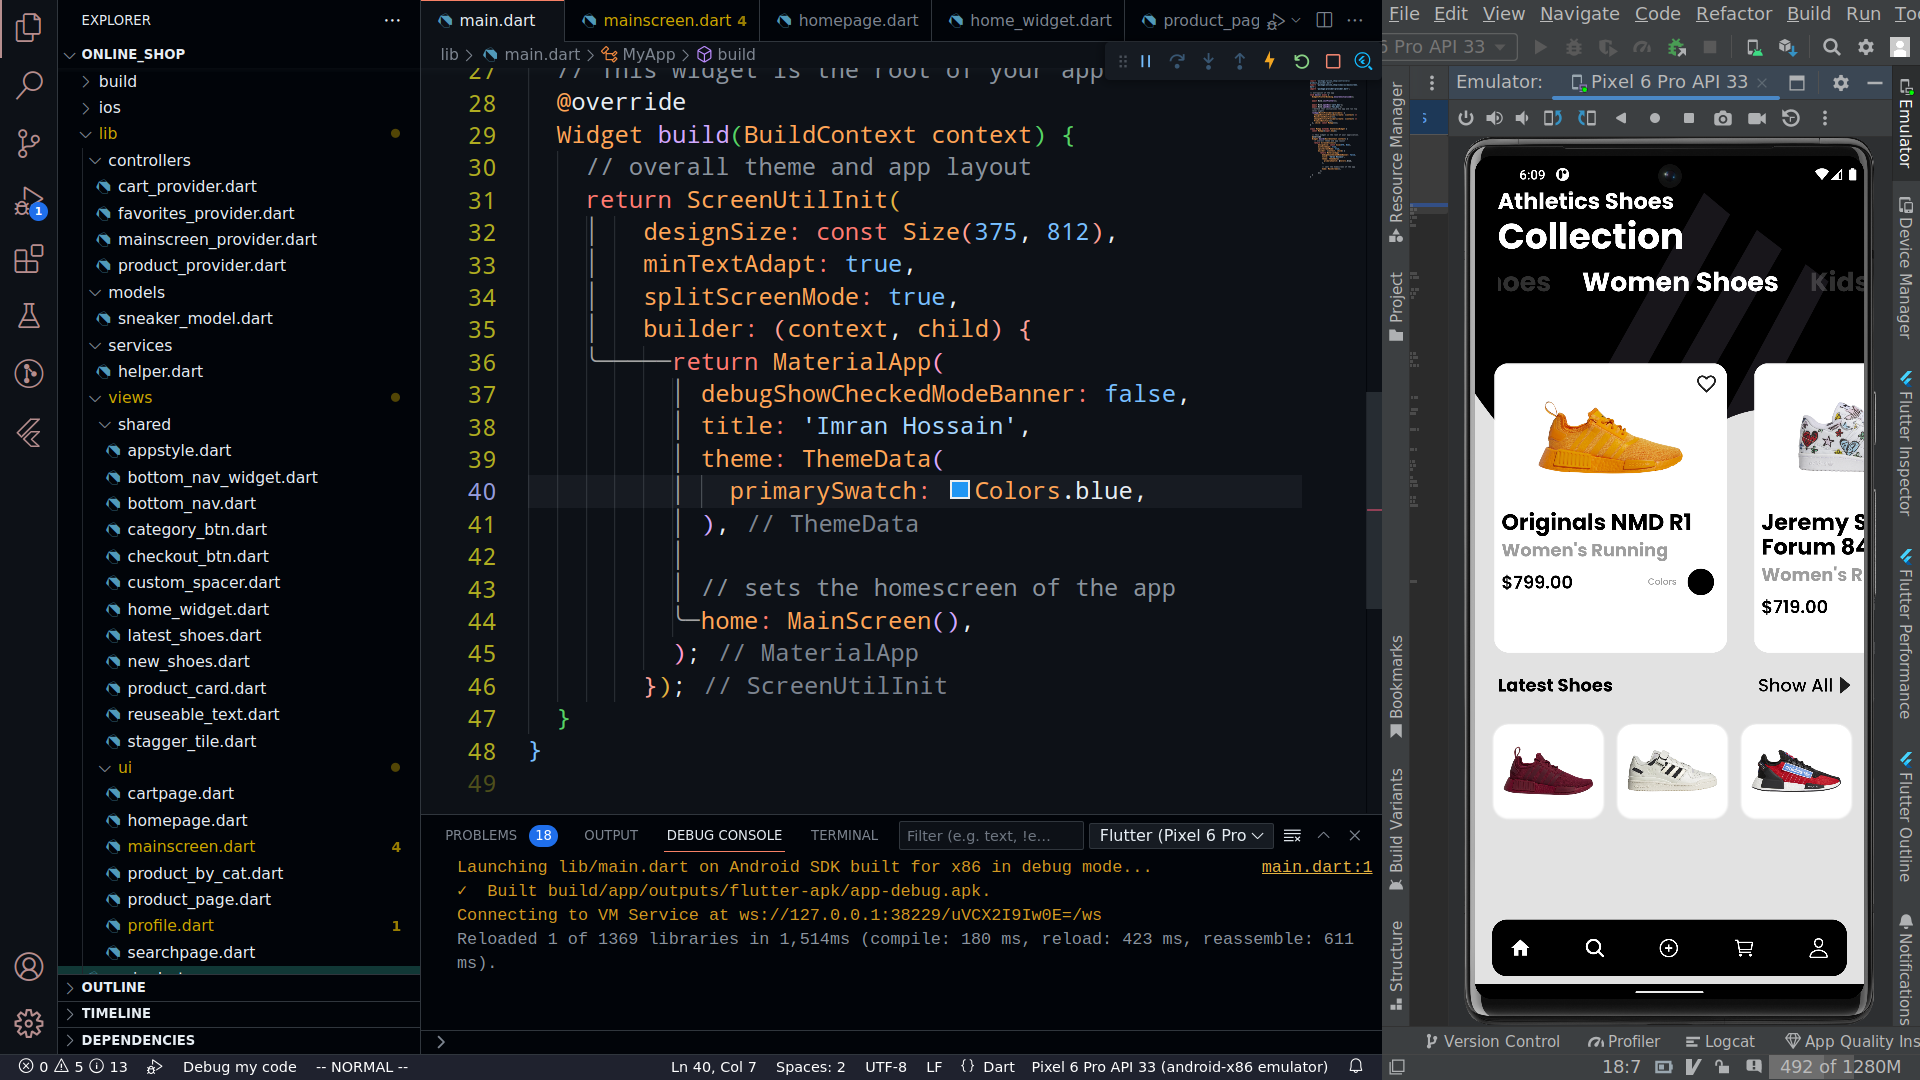 EXPLORER
ONLINE_SHOP
build
ios
lib
controllers
cart_provider.dart
favorites_provider.dart
mainscreen_provider.dart
product_provider.dart
models
sneaker_model.dart
services
helper.dart
views
shared
appstyle.dart
bottom_nav_widget.dart
bottom_nav.dart
category_btn.dart
checkout_btn.dart
custom_spacer.dart
home_widget.dart
latest_shoes.dart
new_shoes.dart
product_card.dart
reuseable_text.dart
stagger_tile.dart
ui
cartpage.dart
homepage.dart
mainscreen.dart 4
product_by_cat.dart
product_page.dart
profile.dart 1
searchpage.dart
OUTLINE
TIMELINE
DEPENDENCIES
1
main.dart mainscreen.dart 4 homepage.dart home_widget.dart product_pag
lib > main.dart > MyApp > build
27 // This widget is the root of your app
28 @override
29 Widget build(BuildContext context) {
30 // overall theme and app layout
31 return ScreenUtilInit(
32 designSize: const Size(375, 812),
33 minTextAdapt: true,
34 splitScreenMode: true,
35 builder: (context, child) {
36 return MaterialApp(
37 debugShowCheckedModeBanner: false,
38 title: 'Imran Hossain',
39 theme: ThemeData(
40 primarySwatch: Colors.blue,
41 ), // ThemeData
42
43 // sets the homescreen of the app
44 home: MainScreen(),
45 ); // MaterialApp
46 }); // ScreenUtilInit
47 }
48 }
49
PROBLEMS 18 OUTPUT DEBUG CONSOLE TERMINAL Filter (e.g. text, !e... Flutter (Pixel 6 Pro
Launching lib/main.dart on Android SDK built for x86 in debug mode... main.dart:1
✓ Built build/app/outputs/flutter-apk/app-debug.apk.
Connecting to VM Service at ws://127.0.0.1:38229/uVCX2I9Iw0E=/ws
Reloaded 1 of 1369 libraries in 1,514ms (compile: 180 ms, reload: 423 ms, reassemble: 611
ms).
0 5 13 Debug my code -- NORMAL -- Ln 40, Col 7 Spaces: 2 UTF-8 LF {} Dart Pixel 6 Pro API 33 (android-x86 emulator)
File Edit View Navigate Code Refactor Build Run Too
6 Pro API 33
Emulator: Pixel 6 Pro API 33
Resource Manager
Project
Bookmarks
Build Variants
Structure
6:09
Athletics Shoes
Collection
hoes Women Shoes Kids
Originals NMD R1
Women's Running
$799.00 Colors
Jeremy S
Forum 84
Women's R
$719.00
Latest Shoes Show All
Emulator
Device Manager
Flutter Inspector
Flutter Performance
Flutter Outline
Notifications
Version Control Profiler Logcat App Quality Ins
18:7 492 of 1280M